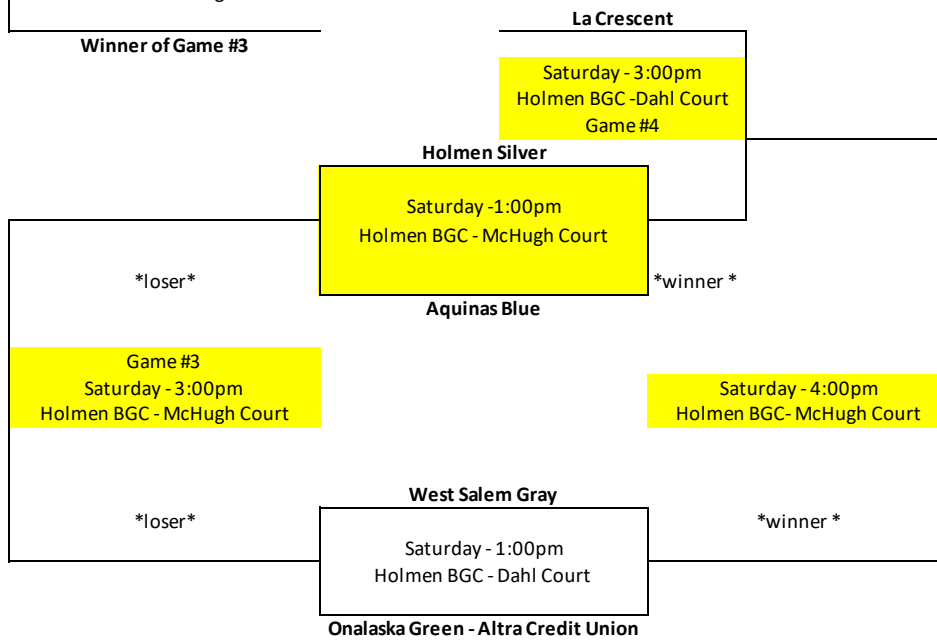 La Crescent
Winner of Game #3
Saturday - 3:00pm
Holmen BGC -Dahl Court
Game #4
Holmen Silver
Saturday -1:00pm
Holmen BGC - McHugh Court
*loser*
*winner *
Aquinas Blue
Game #3
Saturday - 3:00pm
Holmen BGC - McHugh Court
Saturday - 4:00pm
Holmen BGC- McHugh Court
West Salem Gray
*loser*
*winner *
Saturday - 1:00pm
Holmen BGC - Dahl Court
Onalaska Green - Altra Credit Union